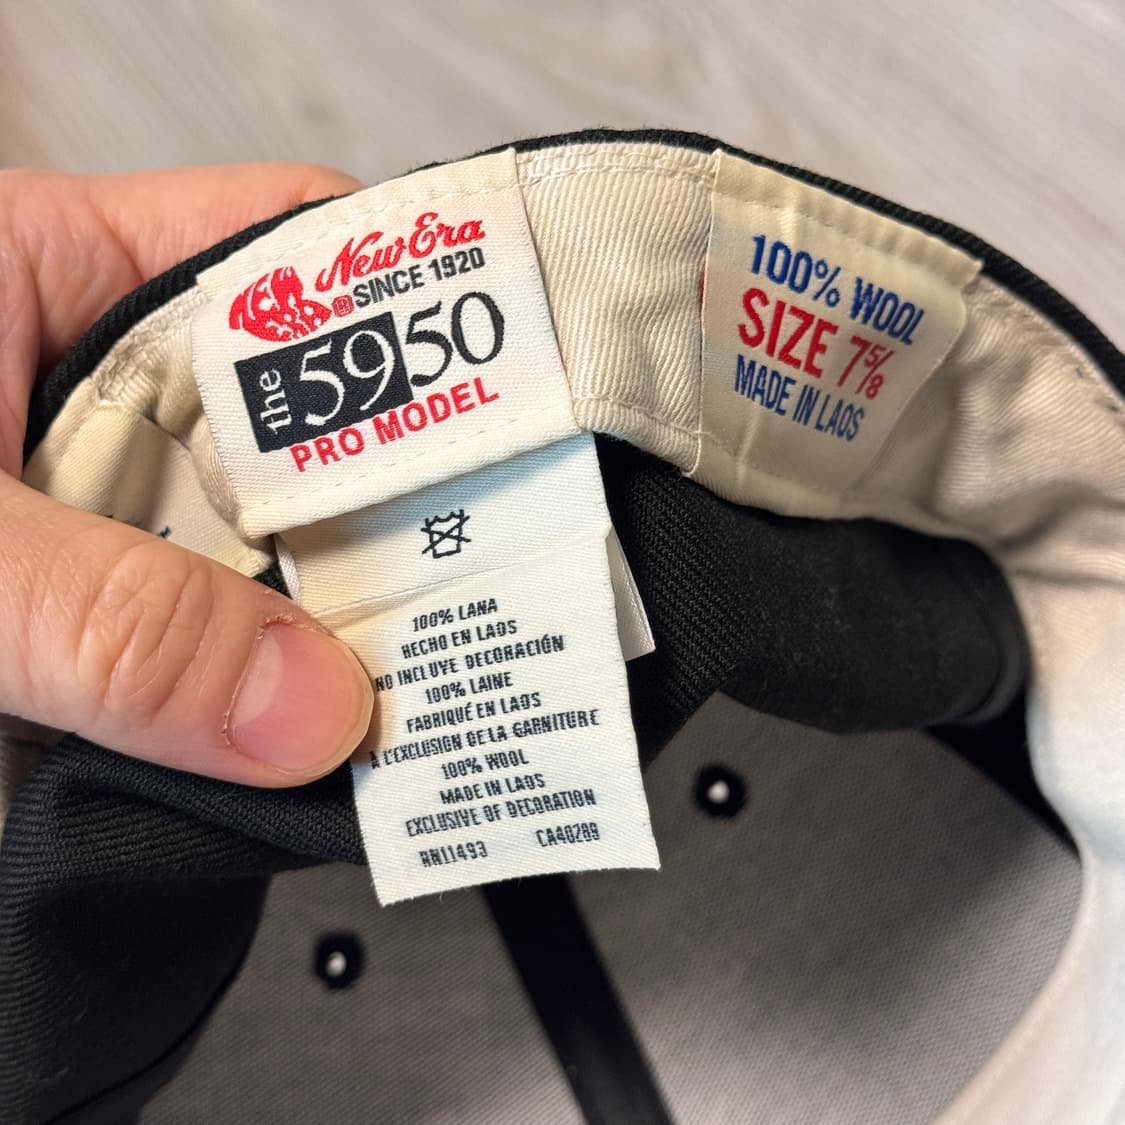 New Era
® SINCE 1920
the 5950
PRO MODEL
100% WOOL
SIZE 7 5/8
MADE IN LAOS
100% LANA
HECHO EN LAOS
NO INCLUYE DECORACIÓN
100% LAINE
FABRIQUÉ EN LAOS
À L'EXCLUSION DE LA GARNITURE
100% WOOL
MADE IN LAOS
EXCLUSIVE OF DECORATION
RN11493 CA40289